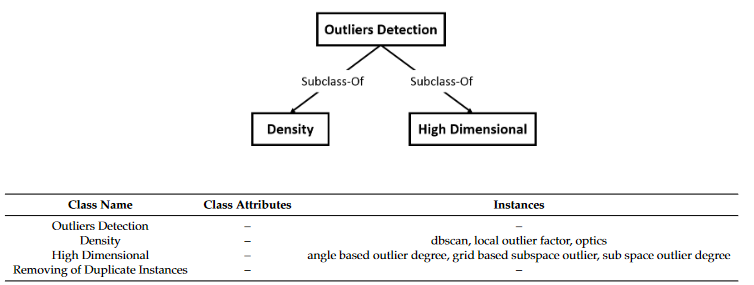 Outliers Detection
Subclass-Of Subclass-Of
Density High Dimensional
Class Name Class Attributes Instances
Outliers Detection – –
Density – dbscan, local outlier factor, optics
High Dimensional – angle based outlier degree, grid based subspace outlier, sub space outlier degree
Removing of Duplicate Instances – –